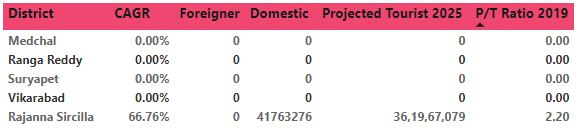 District CAGR Foreigner Domestic Projected Tourist 2025 P/T Ratio 2019
Medchal 0.00% 0 0 0 0.00
Ranga Reddy 0.00% 0 0 0 0.00
Suryapet 0.00% 0 0 0 0.00
Vikarabad 0.00% 0 0 0 0.00
Rajanna Sircilla 66.76% 0 41763276 36,19,67,079 2.20